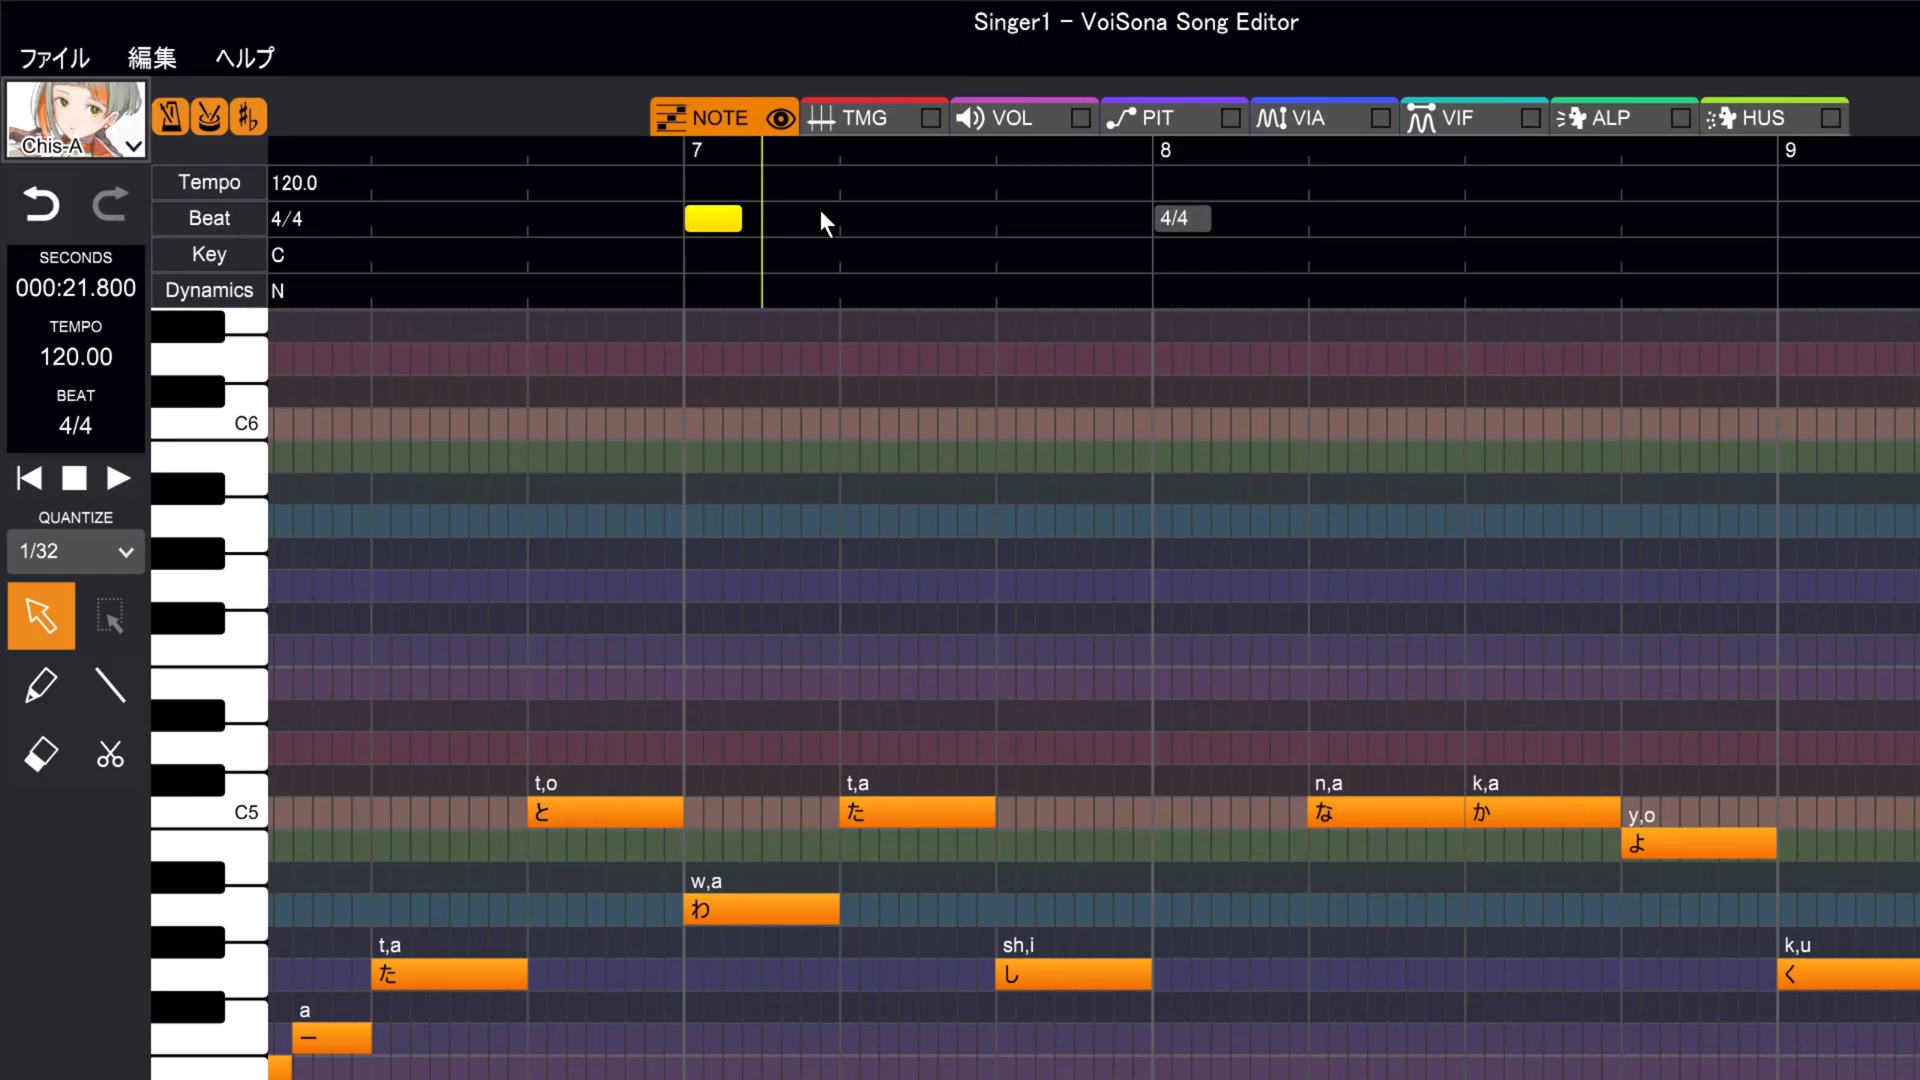 Singer1 - VoiSona Song Editor
ファイル 編集 ヘルプ
Chis-A
NOTE TMG VOL PIT VIA VIF ALP HUS
7 8 9
Tempo 120.0
Beat 4/4 4/4
Key C
Dynamics N
SECONDS
000:21.800
TEMPO
120.00
BEAT
4/4
QUANTIZE
1/32
C6
C5
t,o t,a n,a k,a
と た な か
y,o
よ
w,a
わ
t,a sh,i k,u
た し く
a
ー